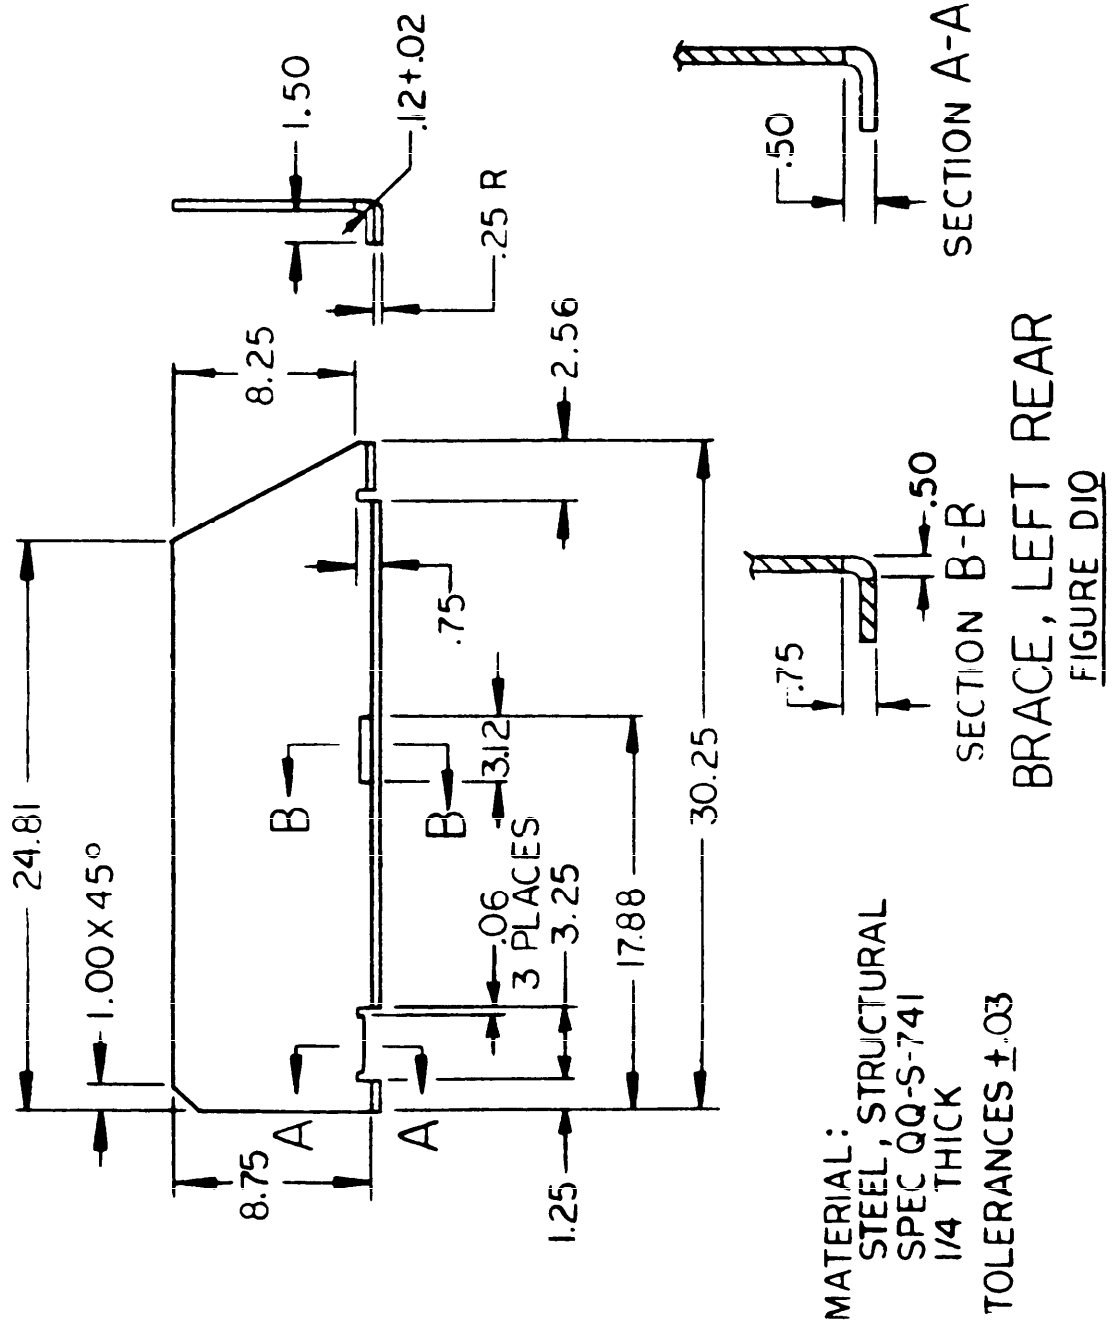 24.81
1.00 X 45°
8.75
8.25
1.50
.12+.02
.25 R
A
A
B
B
.06
3 PLACES
3.12
.75
2.56
1.25
3.25
17.88
30.25
.75
.50
SECTION B-B
.50
SECTION A-A
MATERIAL:
STEEL, STRUCTURAL
SPEC QQ-S-741
1/4 THICK
TOLERANCES ±.03
BRACE, LEFT REAR
FIGURE D10